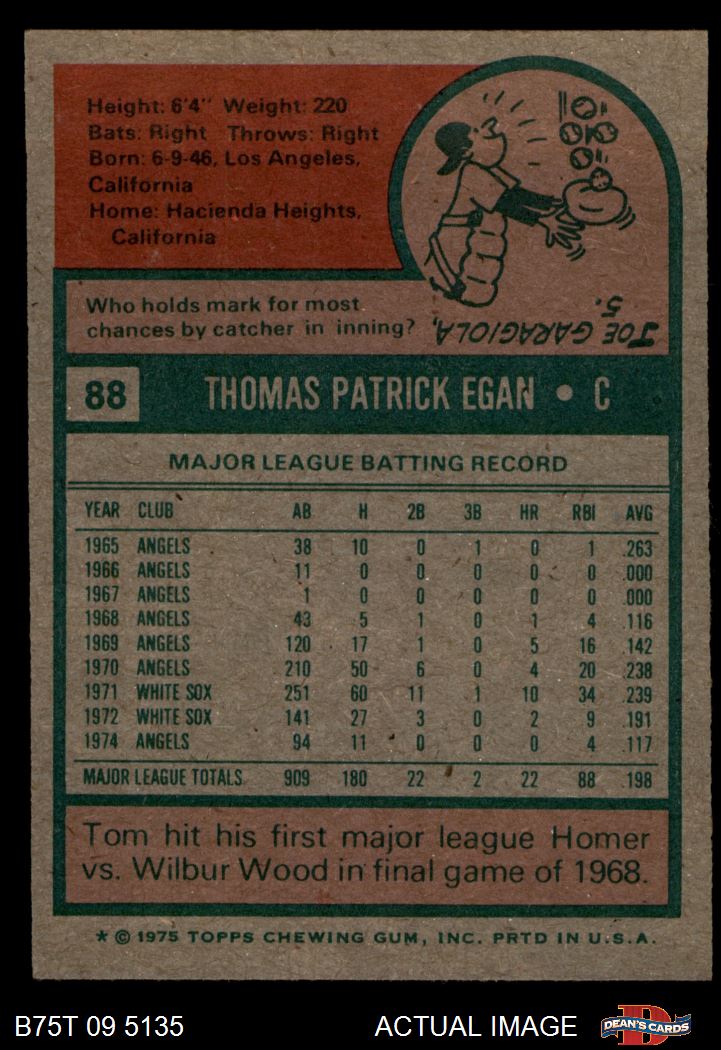 Height: 6'4" Weight: 220
Bats: Right Throws: Right
Born: 6-9-46, Los Angeles,
California
Home: Hacienda Heights,
California
Who holds mark for most
chances by catcher in inning?
JOE GARAGIOLA,
5.
88 THOMAS PATRICK EGAN • C
MAJOR LEAGUE BATTING RECORD
YEAR CLUB AB H 2B 3B HR RBI AVG
1965 ANGELS 38 10 0 1 0 1 .263
1966 ANGELS 11 0 0 0 0 0 .000
1967 ANGELS 1 0 0 0 0 0 .000
1968 ANGELS 43 5 1 0 1 4 .116
1969 ANGELS 120 17 1 0 5 16 .142
1970 ANGELS 210 50 6 0 4 20 .238
1971 WHITE SOX 251 60 11 1 10 34 .239
1972 WHITE SOX 141 27 3 0 2 9 .191
1974 ANGELS 94 11 0 0 0 4 .117
MAJOR LEAGUE TOTALS 909 180 22 2 22 88 .198
Tom hit his first major league Homer
vs. Wilbur Wood in final game of 1968.
* © 1975 TOPPS CHEWING GUM, INC. PRTD IN U.S.A.
B75T 09 5135 ACTUAL IMAGE DEAN'S CARDS